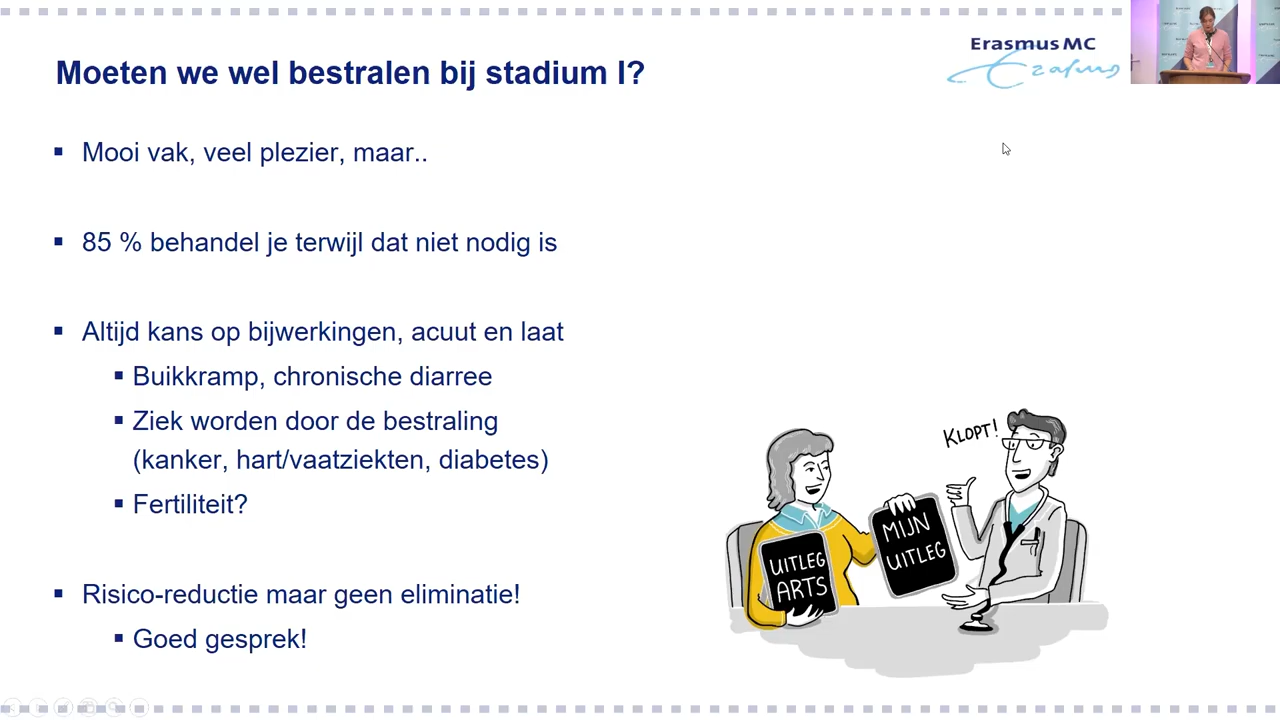 Erasmus MC
Erasmus
Moeten we wel bestralen bij stadium I?
Mooi vak, veel plezier, maar..
85 % behandel je terwijl dat niet nodig is
Altijd kans op bijwerkingen, acuut en laat
Buikkramp, chronische diarree
Ziek worden door de bestraling
(kanker, hart/vaatziekten, diabetes)
Fertiliteit?
Risico-reductie maar geen eliminatie!
Goed gesprek!
KLOPT!
MIJN
UITLEG
UITLEG
ARTS